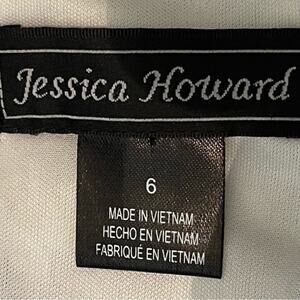 Jessica Howard
6
MADE IN VIETNAM
HECHO EN VIETNAM
FABRIQUÉ EN VIETNAM